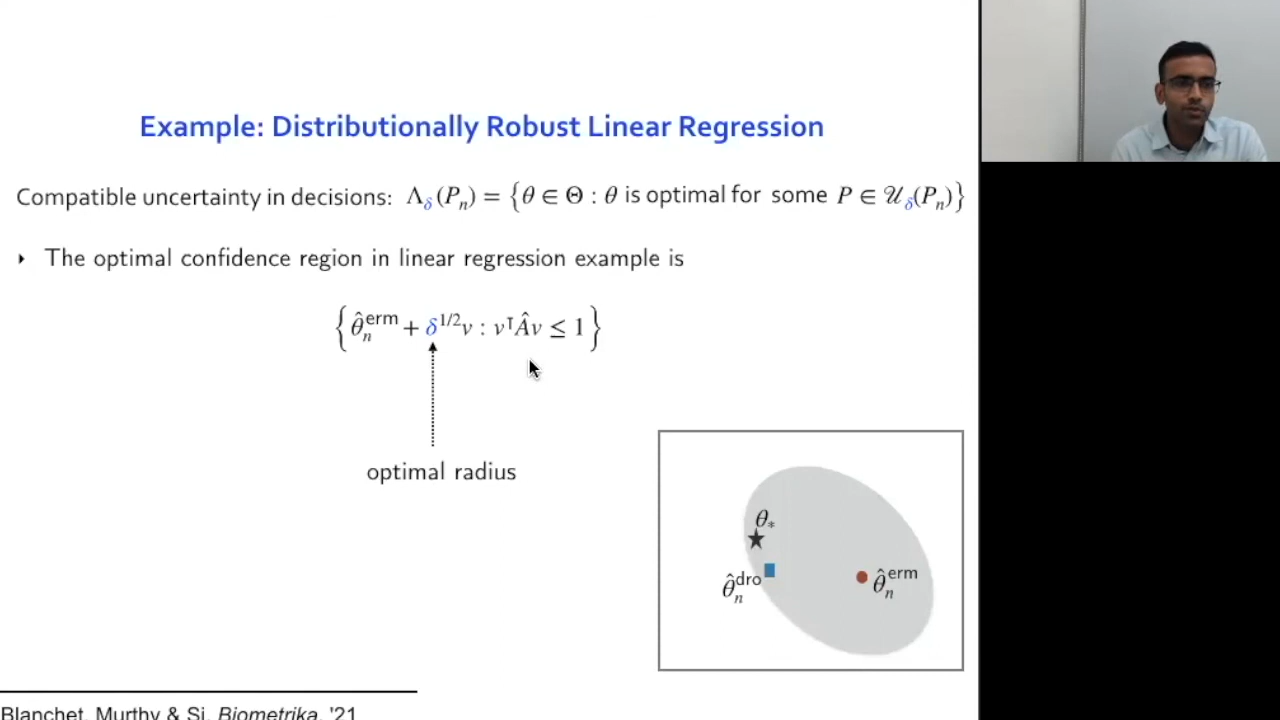 Example: Distributionally Robust Linear Regression
Compatible uncertainty in decisions: Λ_δ(P_n) = {θ ∈ Θ : θ is optimal for some P ∈ 𝒰_δ(P_n)}
‣ The optimal confidence region in linear regression example is
{θ̂_n^erm + δ^{1/2}v : v^⊺Âv ≤ 1}
optimal radius
θ_*
θ̂_n^dro
θ̂_n^erm
Blanchet, Murthy & Si, Biometrika, '21